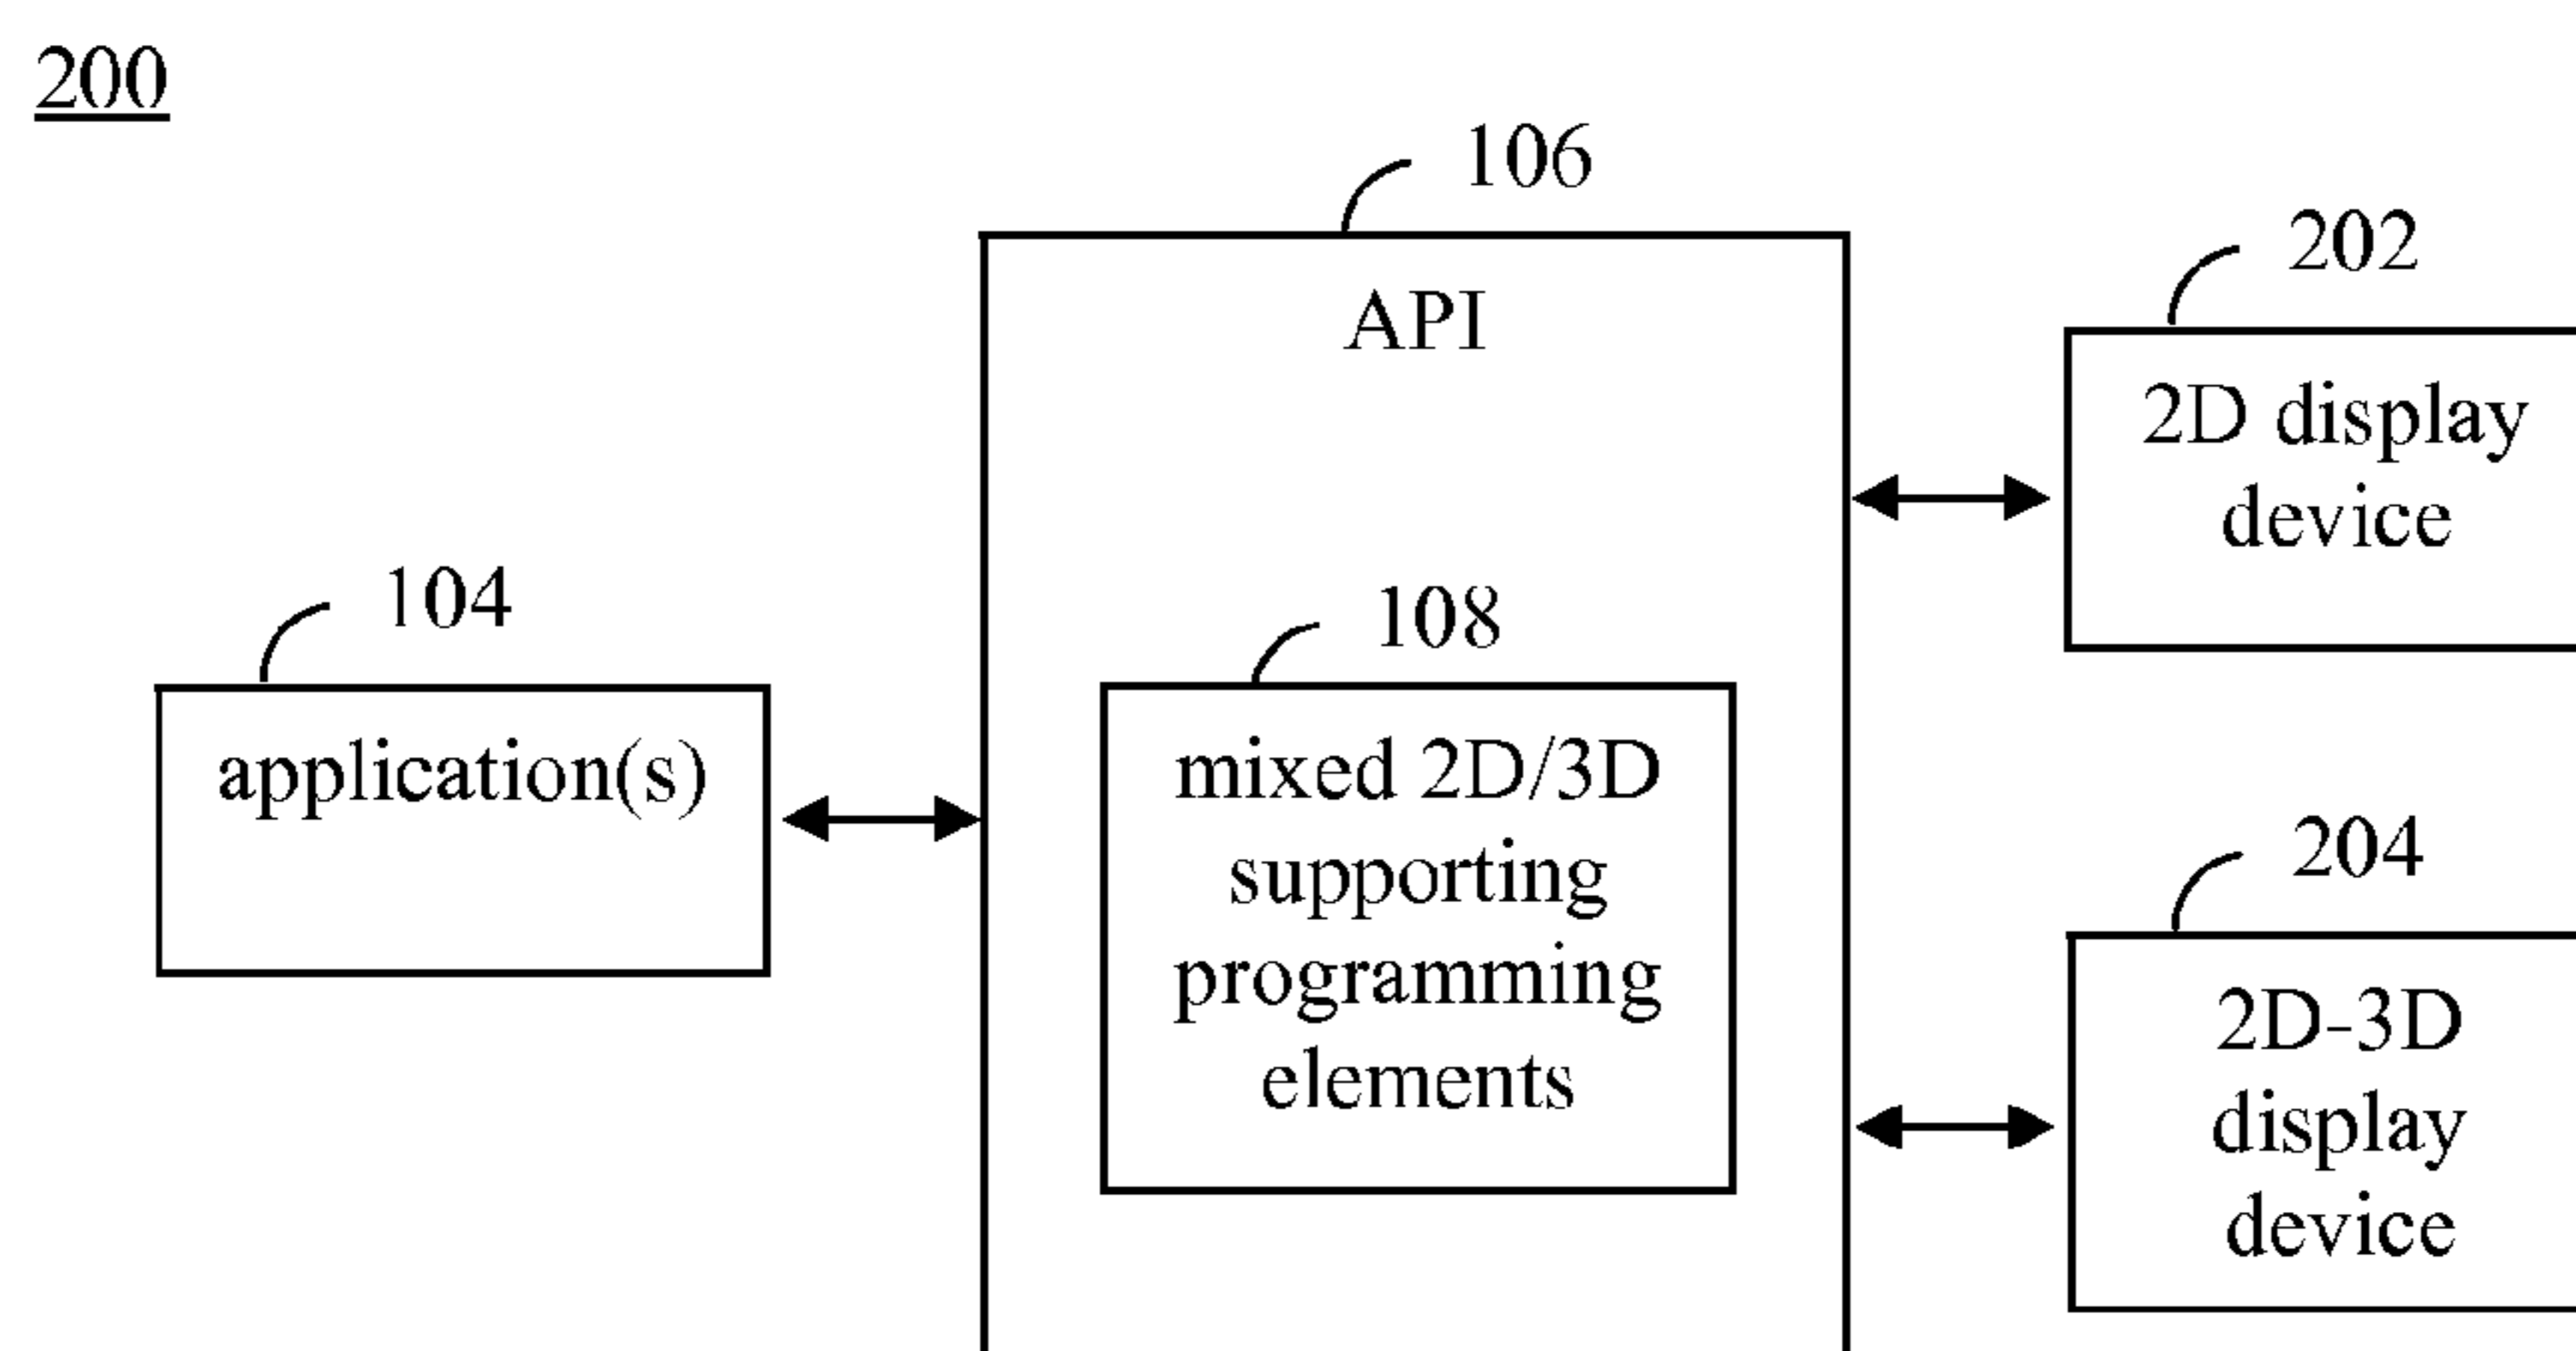 200
106
API
202
2D display
device
104
application(s)
108
mixed 2D/3D
supporting
programming
elements
204
2D-3D
display
device